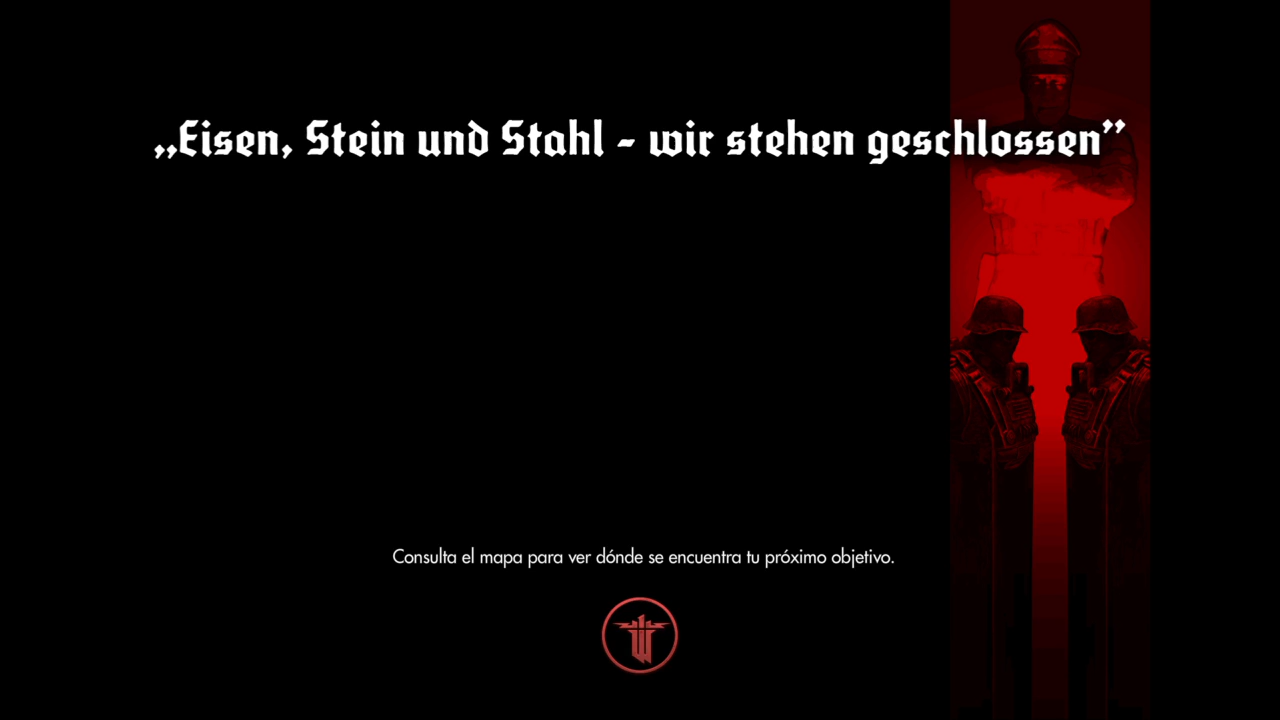 „Eisen, Stein und Stahl - wir stehen geschlossen”
Consulta el mapa para ver dónde se encuentra tu próximo objetivo.